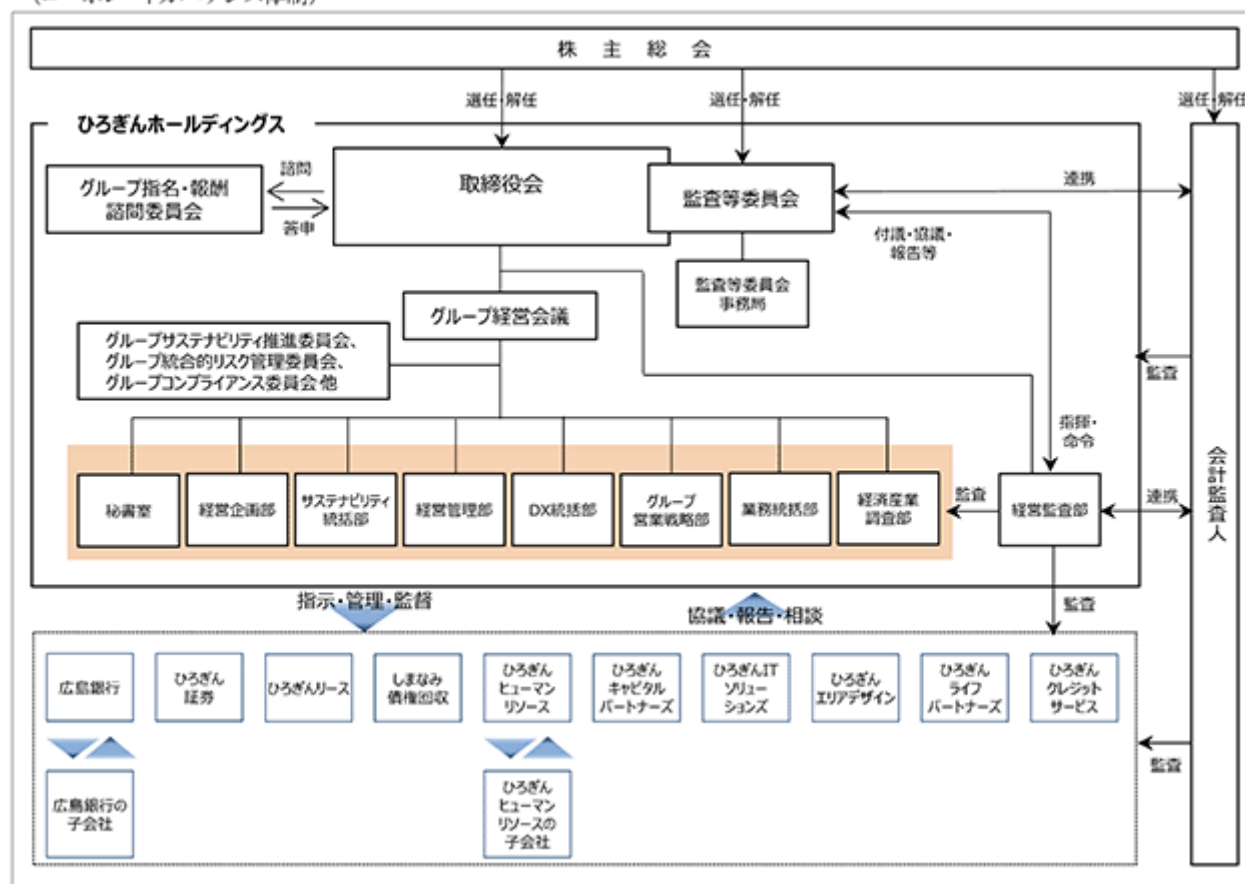 株主総会
選任・解任
選任・解任
選任・解任
ひろぎんホールディングス
グループ指名・報酬
諮問委員会
諮問
答申
取締役会
監査等委員会
連携
付議・協議・
報告等
監査等委員会
事務局
グループ経営会議
グループサステナビリティ推進委員会、
グループ統合的リスク管理委員会、
グループコンプライアンス委員会 他
監査
指揮・
命令
会計監査人
秘書室
経営企画部
サステナビリティ
統括部
経営管理部
DX統括部
グループ
営業戦略部
業務統括部
経済産業
調査部
監査
経営監査部
連携
指示・管理・監督
協議・報告・相談
監査
広島銀行
ひろぎん
証券
ひろぎんリース
しまなみ
債権回収
ひろぎん
ヒューマン
リソース
ひろぎん
キャピタル
パートナーズ
ひろぎんIT
ソリュー
ションズ
ひろぎん
エリアデザイン
ひろぎん
ライフ
パートナーズ
ひろぎん
クレジット
サービス
監査
広島銀行の
子会社
ひろぎん
ヒューマン
リソースの
子会社